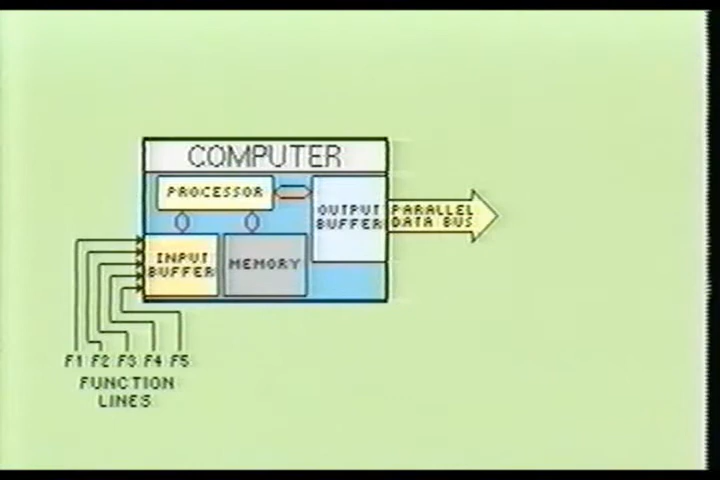 COMPUTER
PROCESSOR
OUTPUT
BUFFER
PARALLEL
DATA BUS
INPUT
BUFFER
MEMORY
F1 F2 F3 F4 F5
FUNCTION
LINES